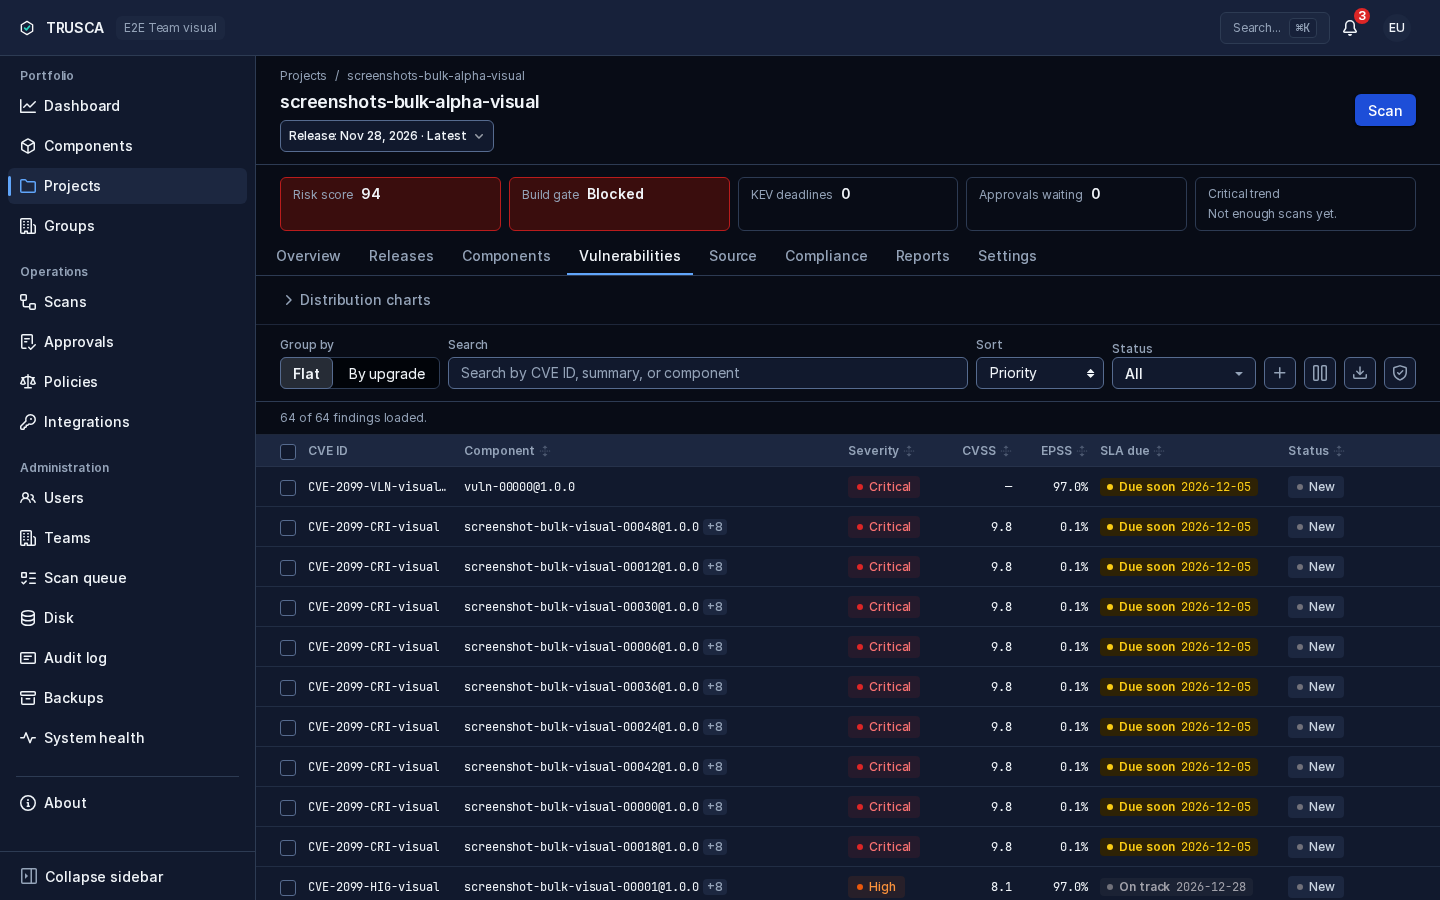 TRUSCA E2E Team visual Search... ⌘K 3 EU
Portfolio
Dashboard
Components
Projects
Groups
Operations
Scans
Approvals
Policies
Integrations
Administration
Users
Teams
Scan queue
Disk
Audit log
Backups
System health
About
Collapse sidebar
Projects / screenshots-bulk-alpha-visual
screenshots-bulk-alpha-visual
Release: Nov 28, 2026 · Latest
Scan
Risk score 94
Build gate Blocked
KEV deadlines 0
Approvals waiting 0
Critical trend
Not enough scans yet.
Overview Releases Components Vulnerabilities Source Compliance Reports Settings
Distribution charts
Group by Search Sort Status
Flat By upgrade Search by CVE ID, summary, or component Priority All
64 of 64 findings loaded.
CVE ID Component Severity CVSS EPSS SLA due Status
CVE-2099-VLN-visual… vuln-00000@1.0.0 Critical — 97.0% Due soon 2026-12-05 New
CVE-2099-CRI-visual screenshot-bulk-visual-00048@1.0.0 +8 Critical 9.8 0.1% Due soon 2026-12-05 New
CVE-2099-CRI-visual screenshot-bulk-visual-00012@1.0.0 +8 Critical 9.8 0.1% Due soon 2026-12-05 New
CVE-2099-CRI-visual screenshot-bulk-visual-00030@1.0.0 +8 Critical 9.8 0.1% Due soon 2026-12-05 New
CVE-2099-CRI-visual screenshot-bulk-visual-00006@1.0.0 +8 Critical 9.8 0.1% Due soon 2026-12-05 New
CVE-2099-CRI-visual screenshot-bulk-visual-00036@1.0.0 +8 Critical 9.8 0.1% Due soon 2026-12-05 New
CVE-2099-CRI-visual screenshot-bulk-visual-00024@1.0.0 +8 Critical 9.8 0.1% Due soon 2026-12-05 New
CVE-2099-CRI-visual screenshot-bulk-visual-00042@1.0.0 +8 Critical 9.8 0.1% Due soon 2026-12-05 New
CVE-2099-CRI-visual screenshot-bulk-visual-00000@1.0.0 +8 Critical 9.8 0.1% Due soon 2026-12-05 New
CVE-2099-CRI-visual screenshot-bulk-visual-00018@1.0.0 +8 Critical 9.8 0.1% Due soon 2026-12-05 New
CVE-2099-HIG-visual screenshot-bulk-visual-00001@1.0.0 +8 High 8.1 97.0% On track 2026-12-28 New